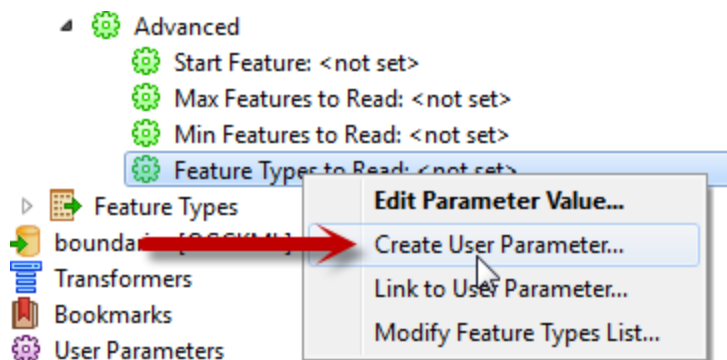 Advanced
Start Feature: <not set>
Max Features to Read: <not set>
Min Features to Read: <not set>
Feature Types to Read: <not set>
Feature Types
Edit Parameter Value...
boundaries [OGCKML]
Create User Parameter...
Transformers
Link to User Parameter...
Bookmarks
Modify Feature Types List...
User Parameters